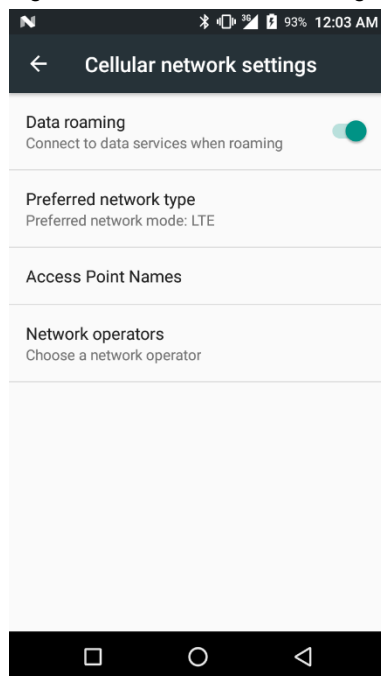 N 3G 93% 12:03 AM
Cellular network settings
Data roaming
Connect to data services when roaming
Preferred network type
Preferred network mode: LTE
Access Point Names
Network operators
Choose a network operator